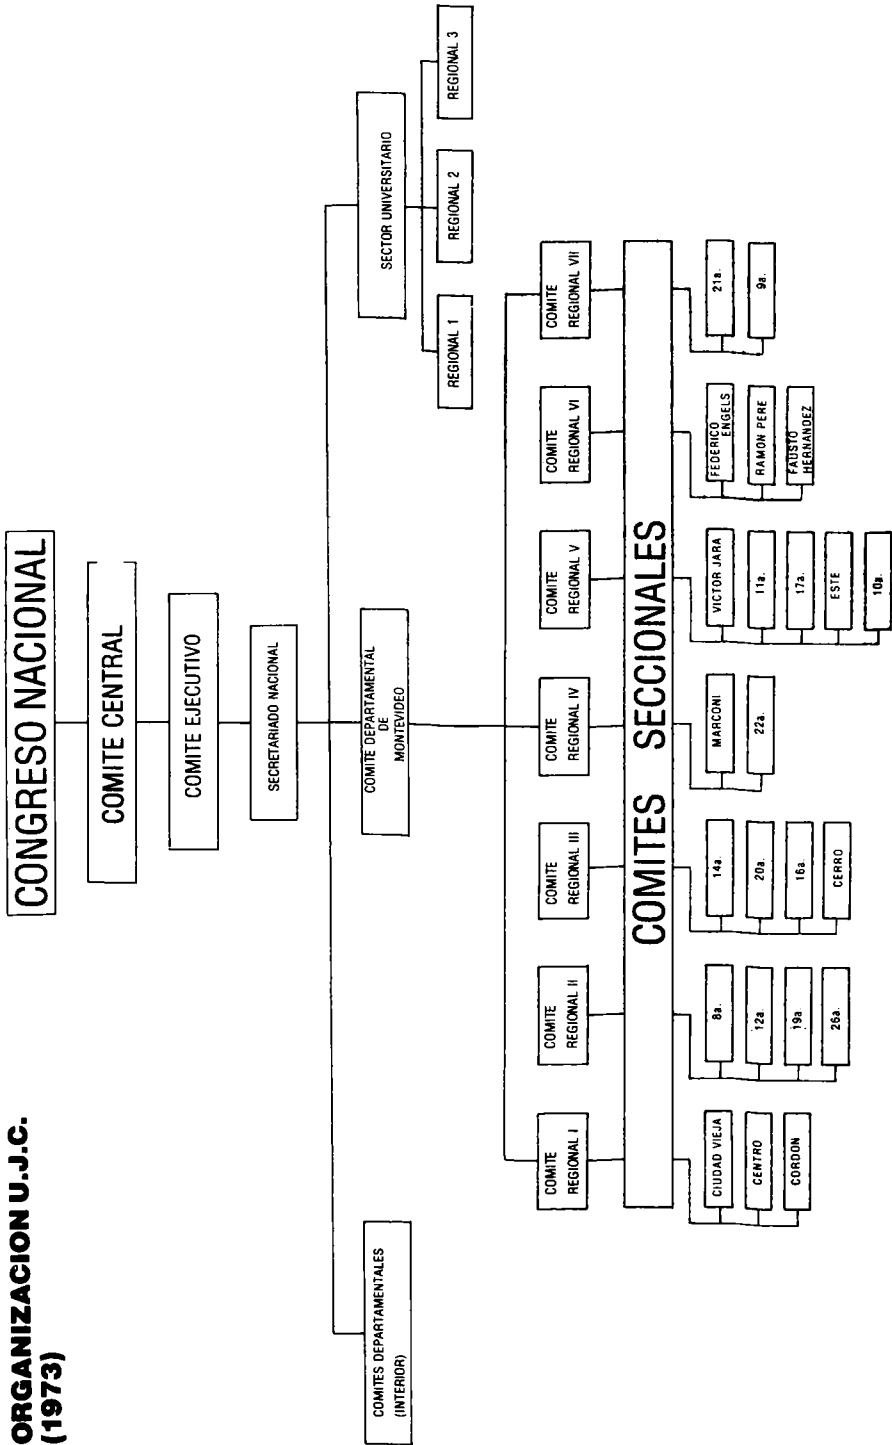 ORGANIZACION U.J.C.
(1973)
CONGRESO NACIONAL
COMITE CENTRAL
COMITE EJECUTIVO
SECRETARIADO NACIONAL
COMITES DEPARTAMENTALES
(INTERIOR)
COMITE DEPARTAMENTAL
DE
MONTEVIDEO
SECTOR UNIVERSITARIO
REGIONAL 1
REGIONAL 2
REGIONAL 3
COMITE
REGIONAL I
COMITE
REGIONAL II
COMITE
REGIONAL III
COMITE
REGIONAL IV
COMITE
REGIONAL V
COMITE
REGIONAL VI
COMITE
REGIONAL VII
COMITES SECCIONALES
CIUDAD VIEJA
CENTRO
CORDON
8a.
12a.
19a.
26a.
14a.
20a.
16a.
CERRO
MARCONI
22a.
VICTOR JARA
11a.
17a.
ESTE
10a.
FEDERICO
ENGELS
RAMON PERE
FAUSTO
HERNANDEZ
21a.
9a.